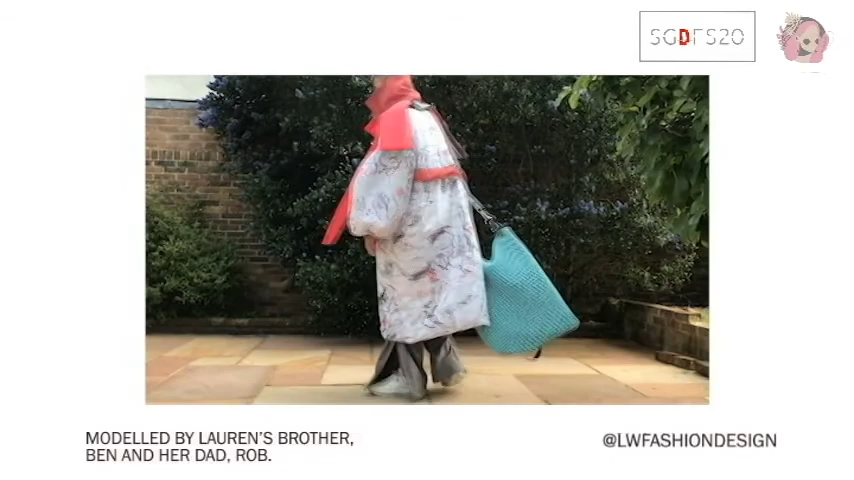 SGDFS20
MODELLED BY LAUREN'S BROTHER,
BEN AND HER DAD, ROB.
@LWFASHIONDESIGN